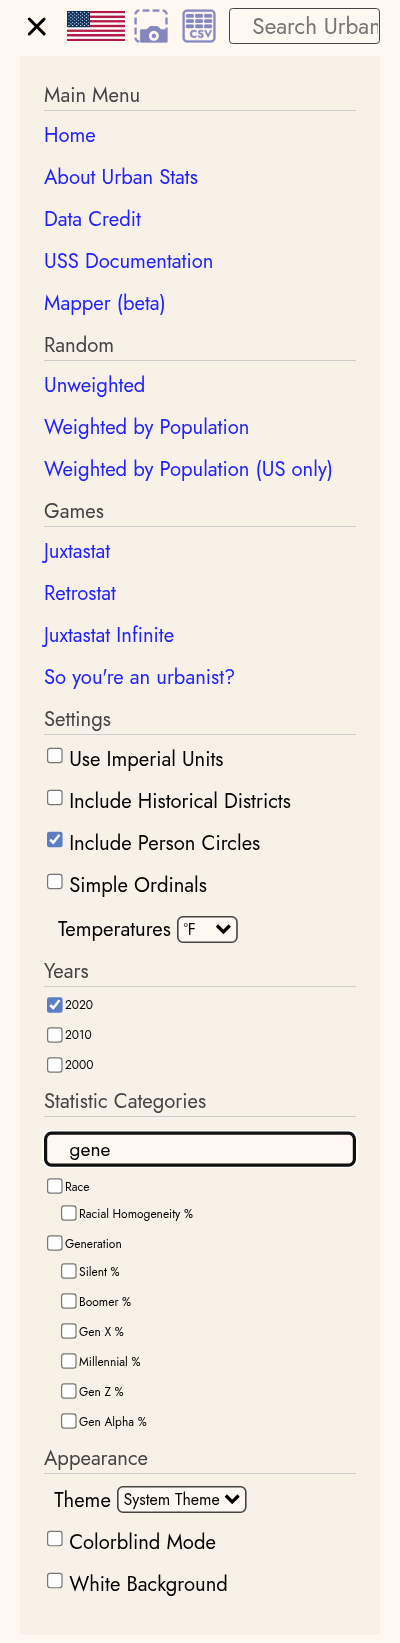 CSV
Search Urban
Main Menu
Home
About Urban Stats
Data Credit
USS Documentation
Mapper (beta)
Random
Unweighted
Weighted by Population
Weighted by Population (US only)
Games
Juxtastat
Retrostat
Juxtastat Infinite
So you're an urbanist?
Settings
Use Imperial Units
Include Historical Districts
Include Person Circles
Simple Ordinals
Temperatures °F
Years
2020
2010
2000
Statistic Categories
gene
Race
Racial Homogeneity %
Generation
Silent %
Boomer %
Gen X %
Millennial %
Gen Z %
Gen Alpha %
Appearance
Theme System Theme
Colorblind Mode
White Background